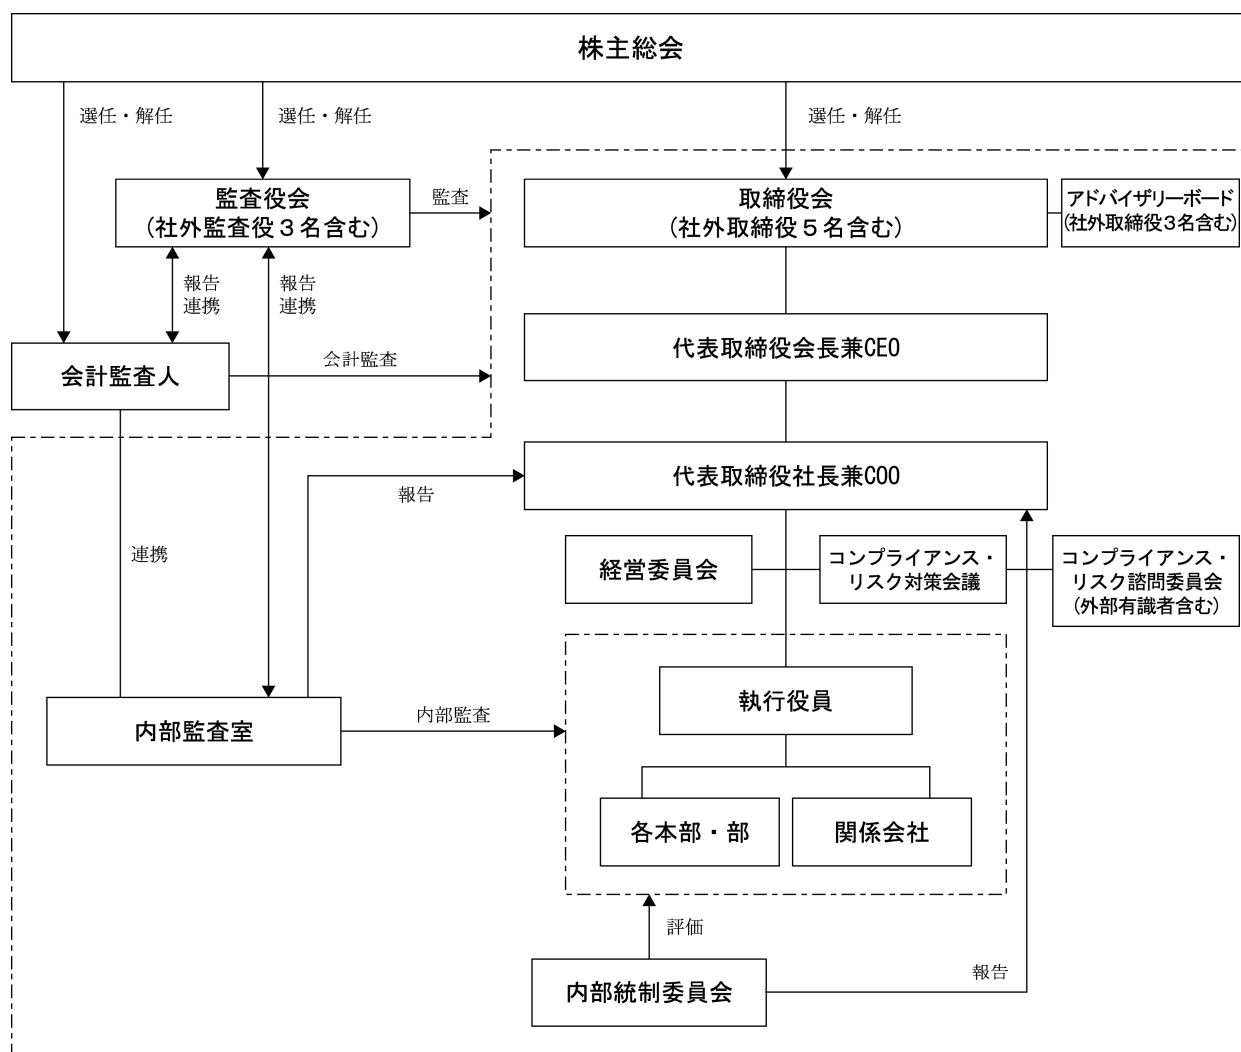 株主総会
選任・解任
選任・解任
選任・解任
監査役会
(社外監査役３名含む)
監査
取締役会
(社外取締役５名含む)
アドバイザリーボード
(社外取締役３名含む)
報告
連携
報告
連携
代表取締役会長兼CEO
会計監査人
会計監査
代表取締役社長兼COO
報告
連携
経営委員会
コンプライアンス・
リスク対策会議
コンプライアンス・
リスク諮問委員会
(外部有識者含む)
執行役員
内部監査室
内部監査
各本部・部
関係会社
評価
内部統制委員会
報告